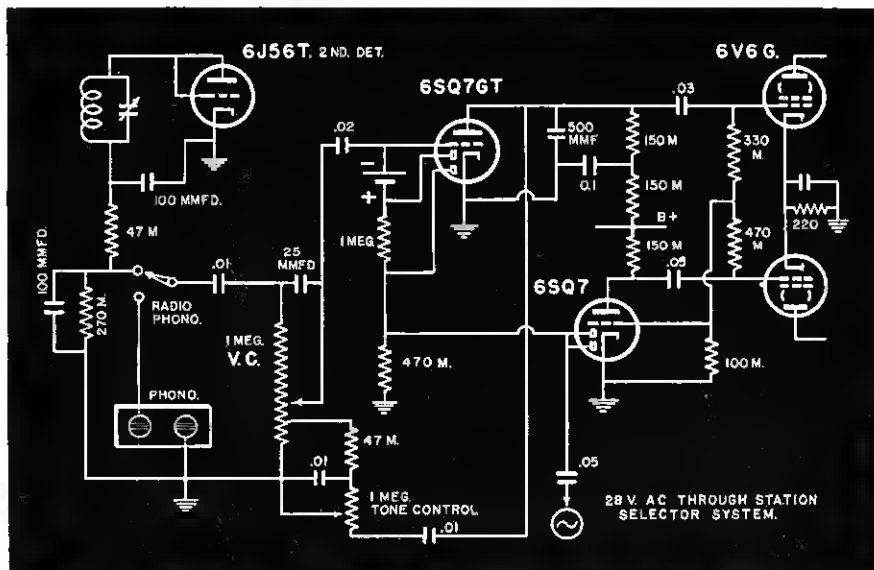 6J56T, 2ND. DET.
6SQ7GT
6V6 G.
.02
.03
500
MMF
150 M
330
M.
0.1
150 M
100 MMFD.
47 M
−
+
1 MEG.
B+
150 M
470
M
220
.05
100 MMFD.
270 M.
RADIO
PHONO.
.01
25
MMFD
6SQ7
1 MEG.
V. C.
470 M.
100 M.
PHONO.
47 M.
.01
1 MEG.
TONE CONTROL
.01
.05
28 V. AC THROUGH STATION
SELECTOR SYSTEM.